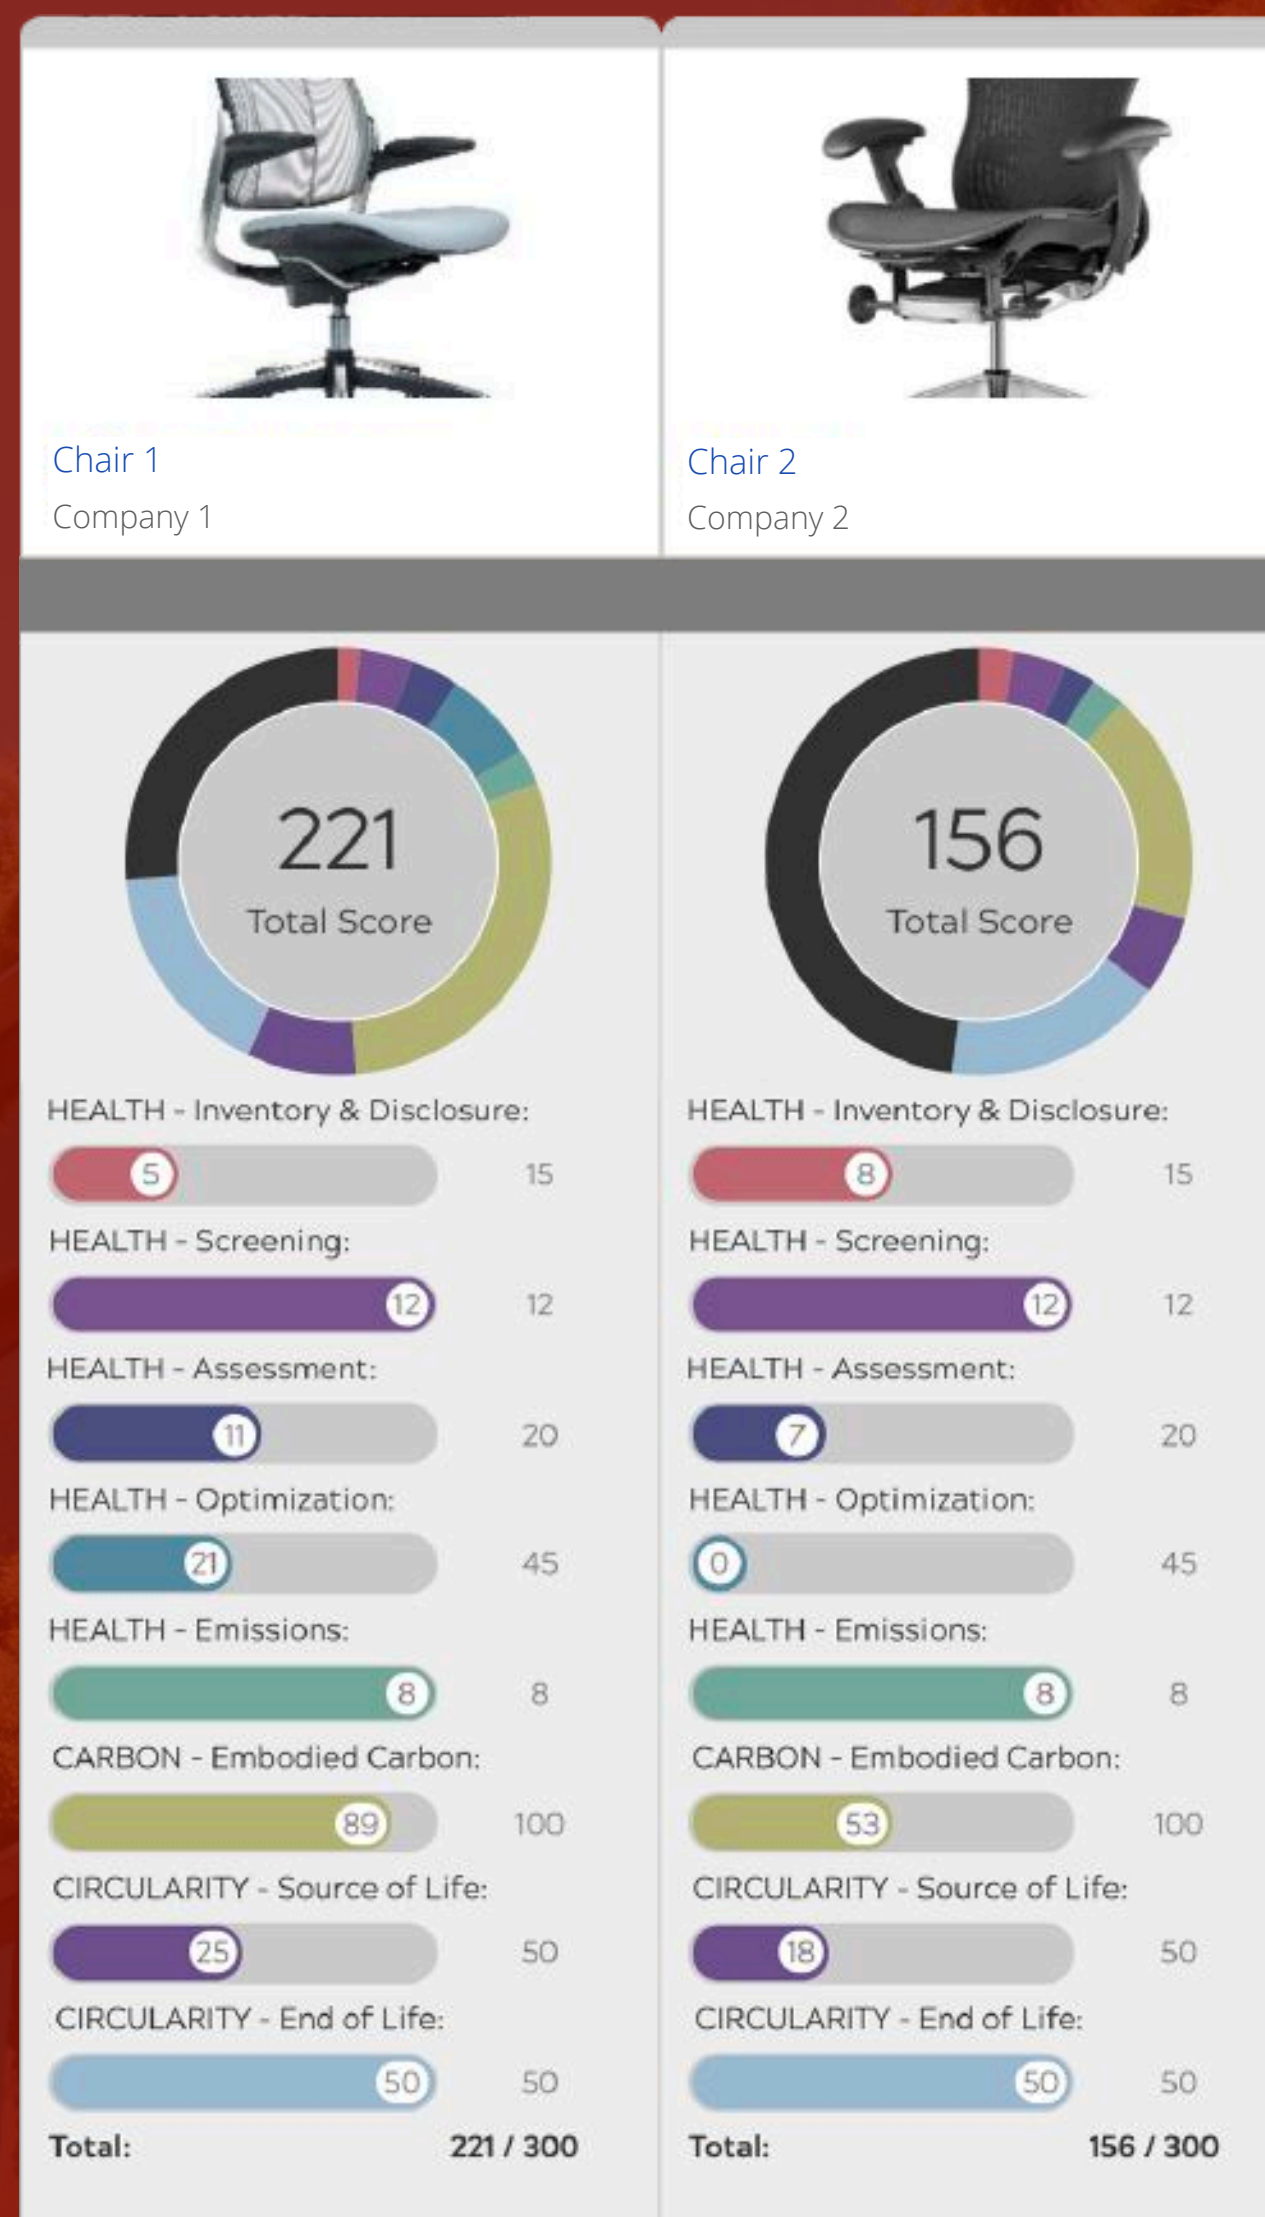 Chair 1
Company 1
221
Total Score
HEALTH - Inventory & Disclosure:
5 15
HEALTH - Screening:
12 12
HEALTH - Assessment:
11 20
HEALTH - Optimization:
21 45
HEALTH - Emissions:
8 8
CARBON - Embodied Carbon:
89 100
CIRCULARITY - Source of Life:
25 50
CIRCULARITY - End of Life:
50 50
Total: 221 / 300
Chair 2
Company 2
156
Total Score
HEALTH - Inventory & Disclosure:
8 15
HEALTH - Screening:
12 12
HEALTH - Assessment:
7 20
HEALTH - Optimization:
0 45
HEALTH - Emissions:
8 8
CARBON - Embodied Carbon:
53 100
CIRCULARITY - Source of Life:
18 50
CIRCULARITY - End of Life:
50 50
Total: 156 / 300